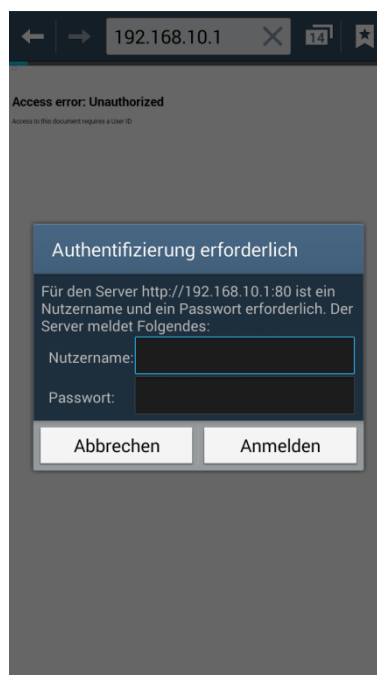 192.168.10.1
14
Access error: Unauthorized
Access to this document requires a User ID
Authentifizierung erforderlich
Für den Server http://192.168.10.1:80 ist ein
Nutzername und ein Passwort erforderlich. Der
Server meldet Folgendes:
Nutzername:
Passwort:
Abbrechen
Anmelden